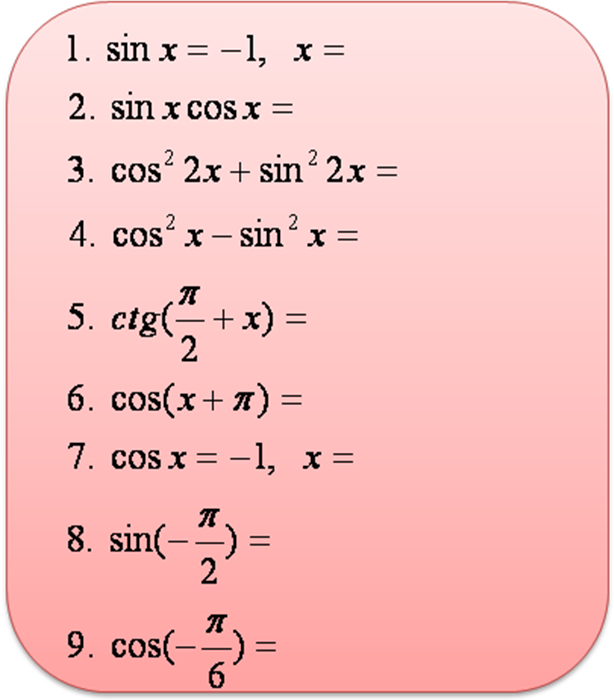 1. sin x = −1, x =
2. sin x cos x =
3. cos² 2x + sin² 2x =
4. cos² x − sin² x =
5. ctg(π/2 + x) =
6. cos(x + π) =
7. cos x = −1, x =
8. sin(−π/2) =
9. cos(−π/6) =